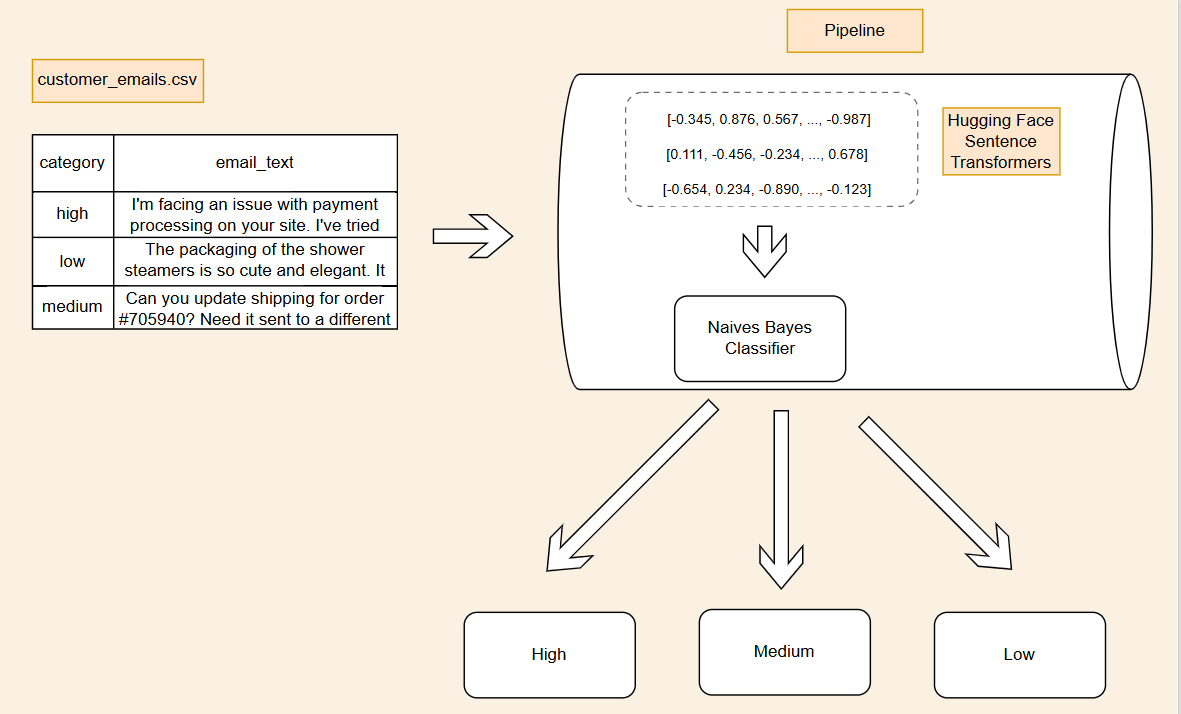 Pipeline
customer_emails.csv
category
email_text
high
I'm facing an issue with payment
processing on your site. I've tried
low
The packaging of the shower
steamers is so cute and elegant. It
medium
Can you update shipping for order
#705940? Need it sent to a different
[-0.345, 0.876, 0.567, ..., -0.987]
[0.111, -0.456, -0.234, ..., 0.678]
[-0.654, 0.234, -0.890, ..., -0.123]
Hugging Face
Sentence
Transformers
Naives Bayes
Classifier
High
Medium
Low